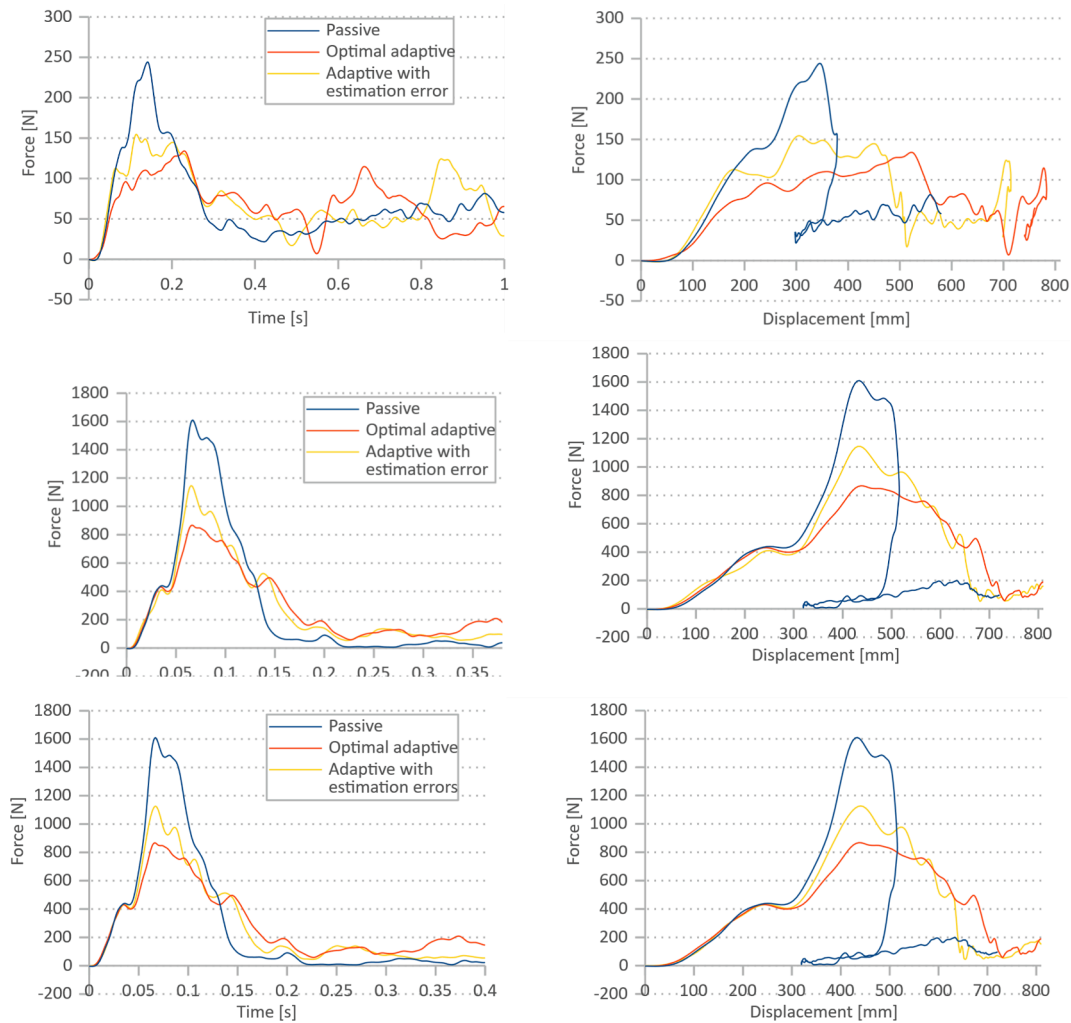 300
250
200
150
100
50
0
-50
Force [N]
Passive
Optimal adaptive
Adaptive with
estimation error
0 0.2 0.4 0.6 0.8 1
Time [s]
300
250
200
150
100
50
0
-50
Force [N]
100 200 300 400 500 600 700 800
Displacement [mm]
1800
1600
1400
1200
1000
800
600
400
200
0
-200
Force [N]
Passive
Optimal adaptive
Adaptive with
estimation error
0 0.05 0.1 0.15 0.2 0.25 0.3 0.35
1800
1600
1400
1200
1000
800
600
400
200
0
-200
Force [N]
0 100 200 300 400 500 600 700 800
Displacement [mm]
1800
1600
1400
1200
1000
800
600
400
200
0
-200
Force [N]
Passive
Optimal adaptive
Adaptive with
estimation errors
0 0.05 0.1 0.15 0.2 0.25 0.3 0.35 0.4
Time [s]
1800
1600
1400
1200
1000
800
600
400
200
0
-200
Force [N]
0 100 200 300 400 500 600 700 800
Displacement [mm]